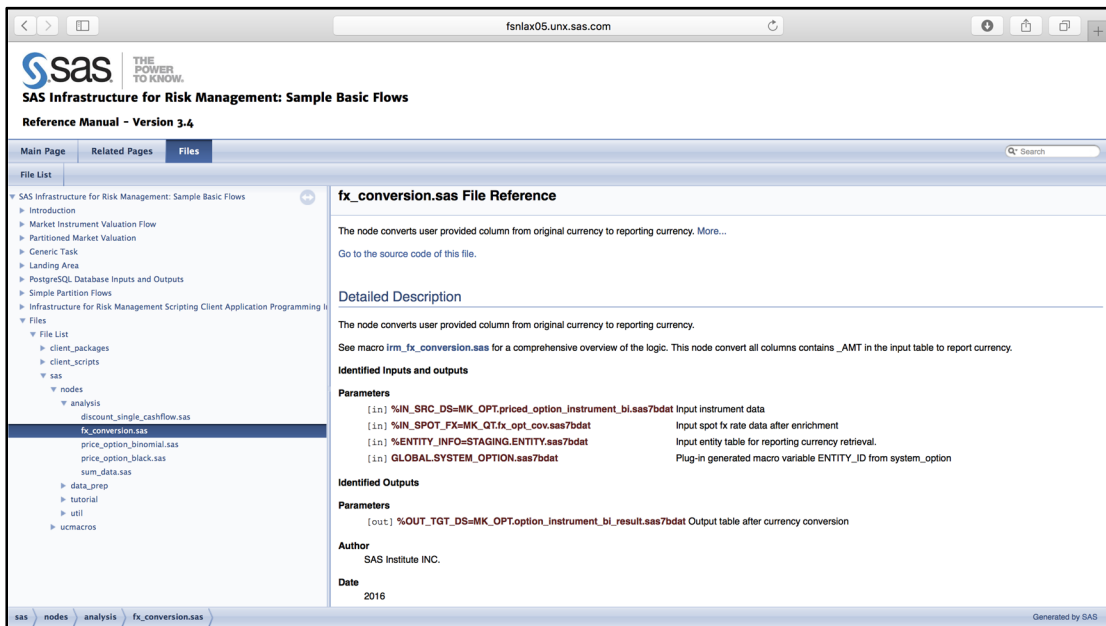 fsnlax05.unx.sas.com
sas
THE
POWER
TO KNOW.
SAS Infrastructure for Risk Management: Sample Basic Flows
Reference Manual - Version 3.4
Main Page Related Pages Files
Search
File List
SAS Infrastructure for Risk Management: Sample Basic Flows
Introduction
Market Instrument Valuation Flow
Partitioned Market Valuation
Generic Task
Landing Area
PostgreSQL Database Inputs and Outputs
Simple Partition Flows
Infrastructure for Risk Management Scripting Client Application Programming
Files
File List
client_packages
client_scripts
sas
nodes
analysis
discount_single_cashflow.sas
fx_conversion.sas
price_option_binomial.sas
price_option_black.sas
sum_data.sas
data_prep
tutorial
util
ucmacros
fx_conversion.sas File Reference
The node converts user provided column from original currency to reporting currency. More...
Go to the source code of this file.
Detailed Description
The node converts user provided column from original currency to reporting currency.
See macro irm_fx_conversion.sas for a comprehensive overview of the logic. This node convert all columns contains _AMT in the input table to report currency.
Identified Inputs and outputs
Parameters
[in] %IN_SRC_DS=MK_OPT.priced_option_instrument_bi.sas7bdat Input instrument data
[in] %IN_SPOT_FX=MK_QT.fx_opt_cov.sas7bdat Input spot fx rate data after enrichment
[in] %ENTITY_INFO=STAGING.ENTITY.sas7bdat Input entity table for reporting currency retrieval.
[in] GLOBAL.SYSTEM_OPTION.sas7bdat Plug-in generated macro variable ENTITY_ID from system_option
Identified Outputs
Parameters
[out] %OUT_TGT_DS=MK_OPT.option_instrument_bi_result.sas7bdat Output table after currency conversion
Author
SAS Institute INC.
Date
2016
sas nodes analysis fx_conversion.sas
Generated by SAS